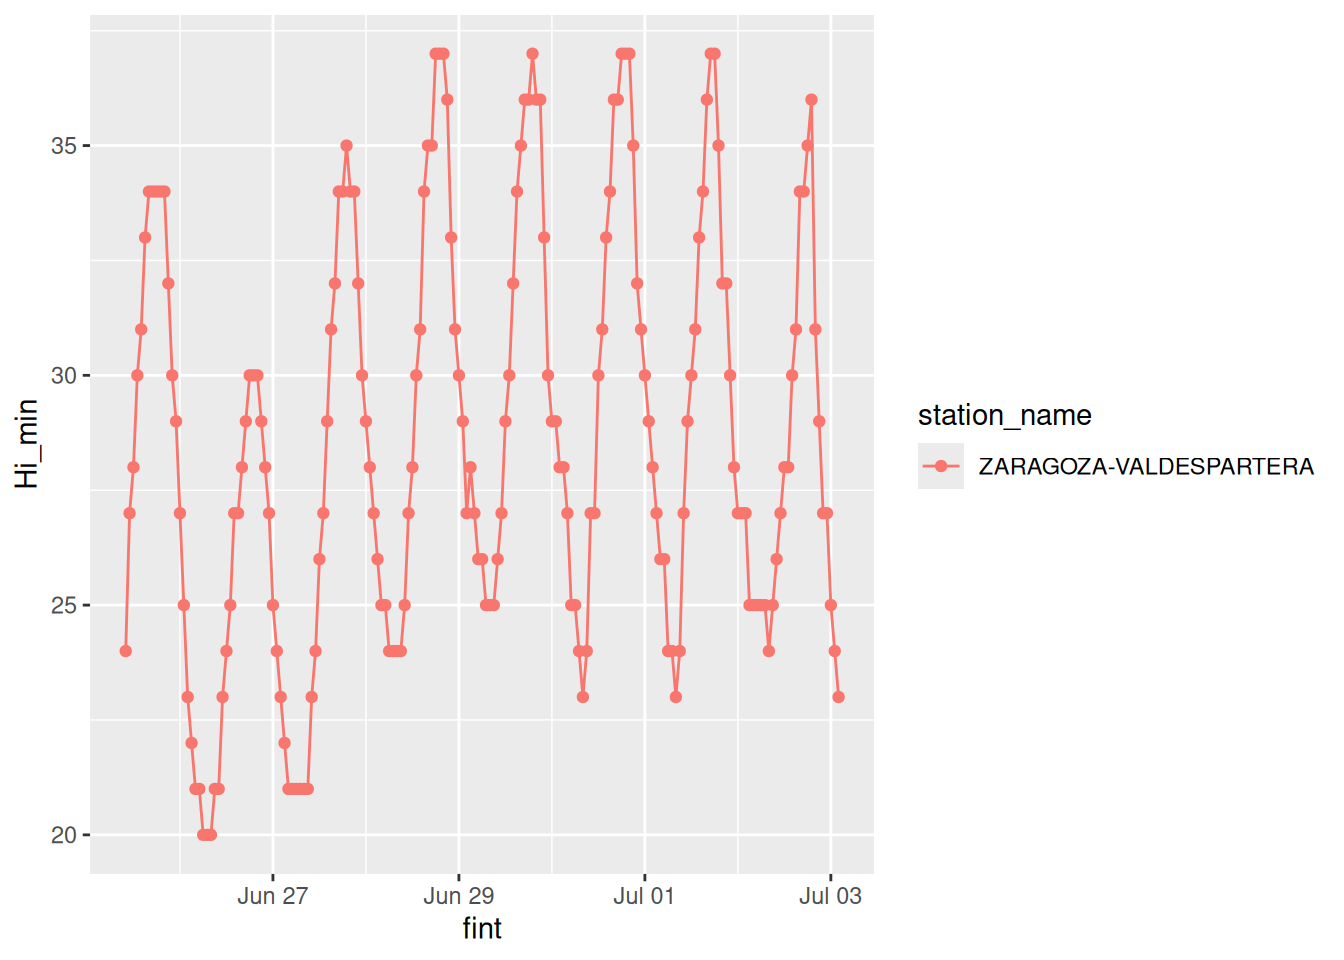 Hi_min
35
30
25
20
Jun 27
Jun 29
Jul 01
Jul 03
fint
station_name
ZARAGOZA-VALDESPARTERA